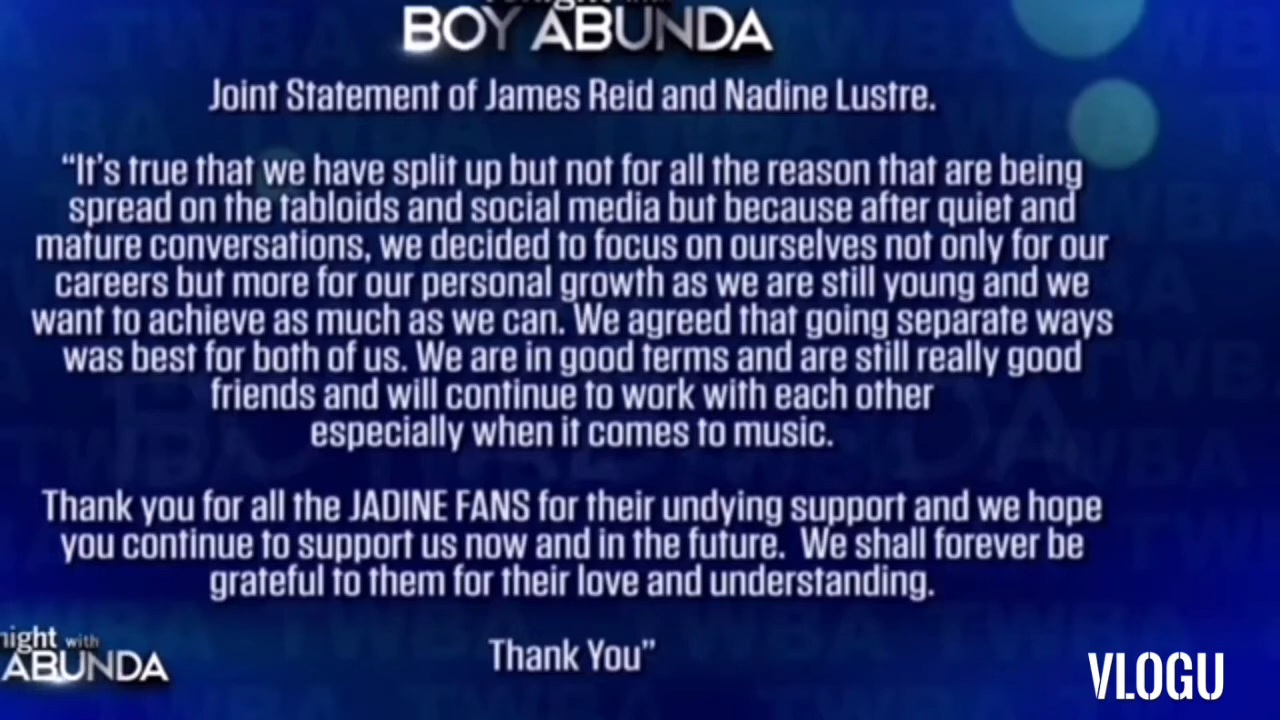 BOY ABUNDA
Joint Statement of James Reid and Nadine Lustre.
“It's true that we have split up but not for all the reason that are being
spread on the tabloids and social media but because after quiet and
mature conversations, we decided to focus on ourselves not only for our
careers but more for our personal growth as we are still young and we
want to achieve as much as we can. We agreed that going separate ways
was best for both of us. We are in good terms and are still really good
friends and will continue to work with each other
especially when it comes to music.
Thank you for all the JADINE FANS for their undying support and we hope
you continue to support us now and in the future. We shall forever be
grateful to them for their love and understanding.
Thank You”
night with
ABUNDA
VLOGU